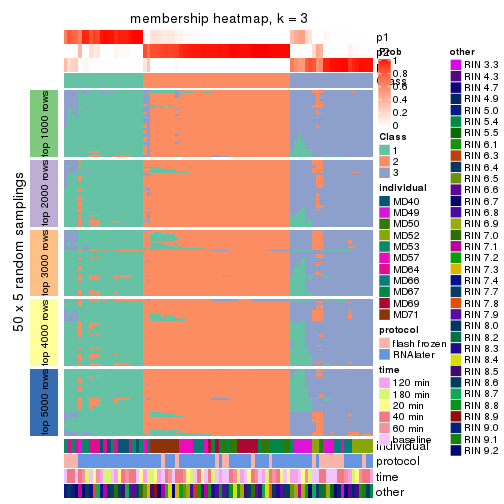 membership heatmap, k = 3
p1
p2
p3
Class
50 x 5 random samplings
top 1000 rows
top 2000 rows
top 3000 rows
top 4000 rows
top 5000 rows
individual
protocol
time
other
Prob
1
0.8
0.6
0.4
0.2
0
Class
1
2
3
individual
MD40
MD49
MD50
MD52
MD53
MD57
MD64
MD66
MD67
MD69
MD71
protocol
flash frozen
RNAlater
time
120 min
180 min
20 min
40 min
60 min
baseline
other
RIN 3.3
RIN 4.3
RIN 4.7
RIN 4.9
RIN 5.0
RIN 5.4
RIN 5.5
RIN 6.1
RIN 6.3
RIN 6.4
RIN 6.5
RIN 6.6
RIN 6.7
RIN 6.8
RIN 6.9
RIN 7.0
RIN 7.1
RIN 7.2
RIN 7.3
RIN 7.4
RIN 7.7
RIN 7.8
RIN 7.9
RIN 8.0
RIN 8.2
RIN 8.3
RIN 8.4
RIN 8.5
RIN 8.6
RIN 8.7
RIN 8.8
RIN 8.9
RIN 9.0
RIN 9.1
RIN 9.2